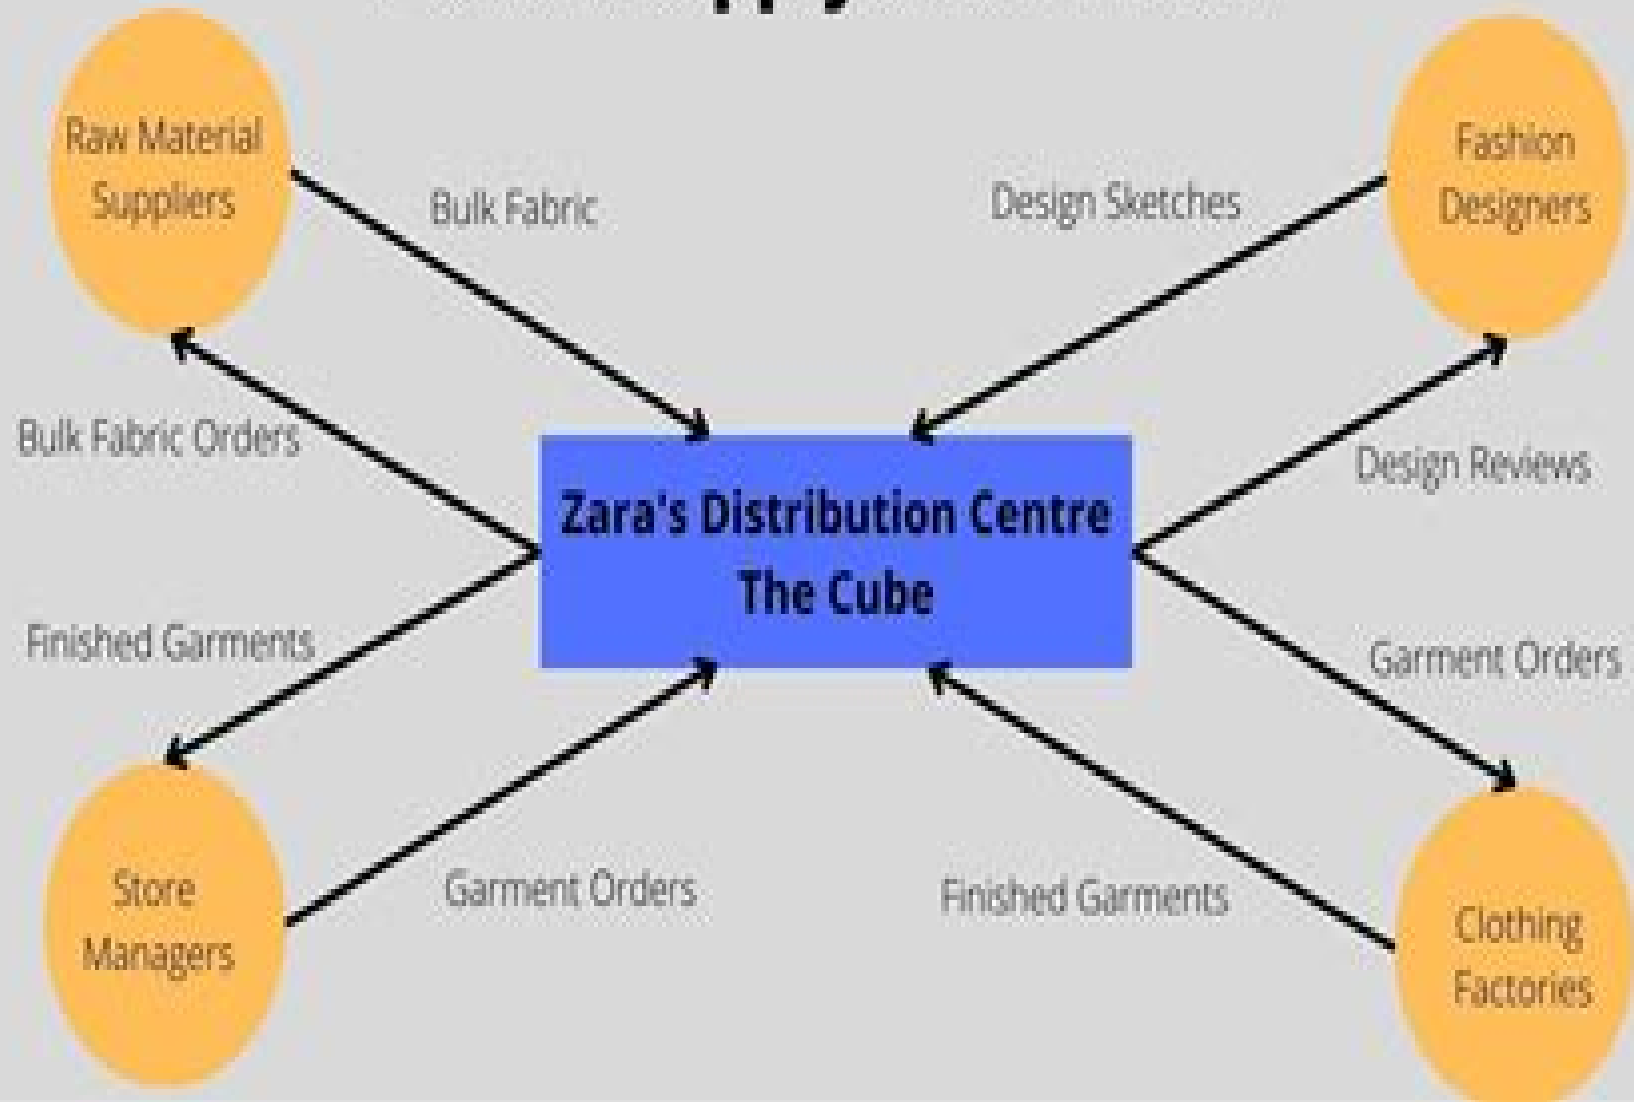 Raw Material
Suppliers
Fashion
Designers
Bulk Fabric
Design Sketches
Bulk Fabric Orders
Design Reviews
Zara's Distribution Centre
The Cube
Finished Garments
Garment Orders
Store
Managers
Garment Orders
Finished Garments
Clothing
Factories